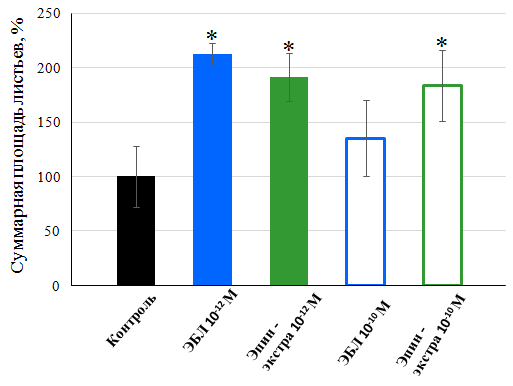 Суммарная площадь листьев, %
250
200
150
100
50
0
*
*
*
Контроль
ЭБЛ 10⁻¹² М
Эпин -
экстра 10⁻¹² М
ЭБЛ 10⁻¹⁰ М
Эпин -
экстра 10⁻¹⁰ М